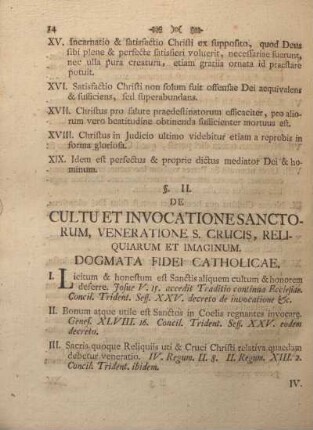 14
XV. Incarnatio & satisfactio Christi ex supposito, quod Deus
sibi plene & perfecte satisfieri voluerit, necessariæ fuerunt,
nec ulla pura creatura, etiam gratiis ornata id præstare
potuit.
XVI. Satisfactio Christi non solum fuit offensæ Dei æquivalens
& sufficiens, sed superabundans.
XVII. Christus pro salute prædestinatorum efficaciter, pro alio-
rum vero beatitudine obtinenda sufficienter mortuus est.
XVIII. Christus in Judicio ultimo videbitur etiam a reprobis in
forma gloriosa.
XIX. Idem est perfectus & proprie dictus mediator Dei & ho-
minum.
§. II.
DE
CULTU ET INVOCATIONE SANCTO-
RUM, VENERATIONE S. CRUCIS, RELI-
QUIARUM ET IMAGINUM,
DOGMATA FIDEI CATHOLICAE.
I. Licitum & honestum est Sanctis aliquem cultum & honorem
deferre. Josue V. 15. accedit Traditio continua Ecclesiæ.
Concil. Trident. Sess. XXV. decreto de invocatione &c.
II. Bonum atque utile est Sanctos in Coelis regnantes invocare.
Genes. XLVIII. 16. Concil. Trident. Sess. XXV. eodem
decreto.
III. Sacris quoque Reliquiis uti & Cruci Christi relativa quædam
debetur veneratio. IV. Regum. II. 8. II. Regum XIII. 2.
Concil. Trident. ibidem.
IV.